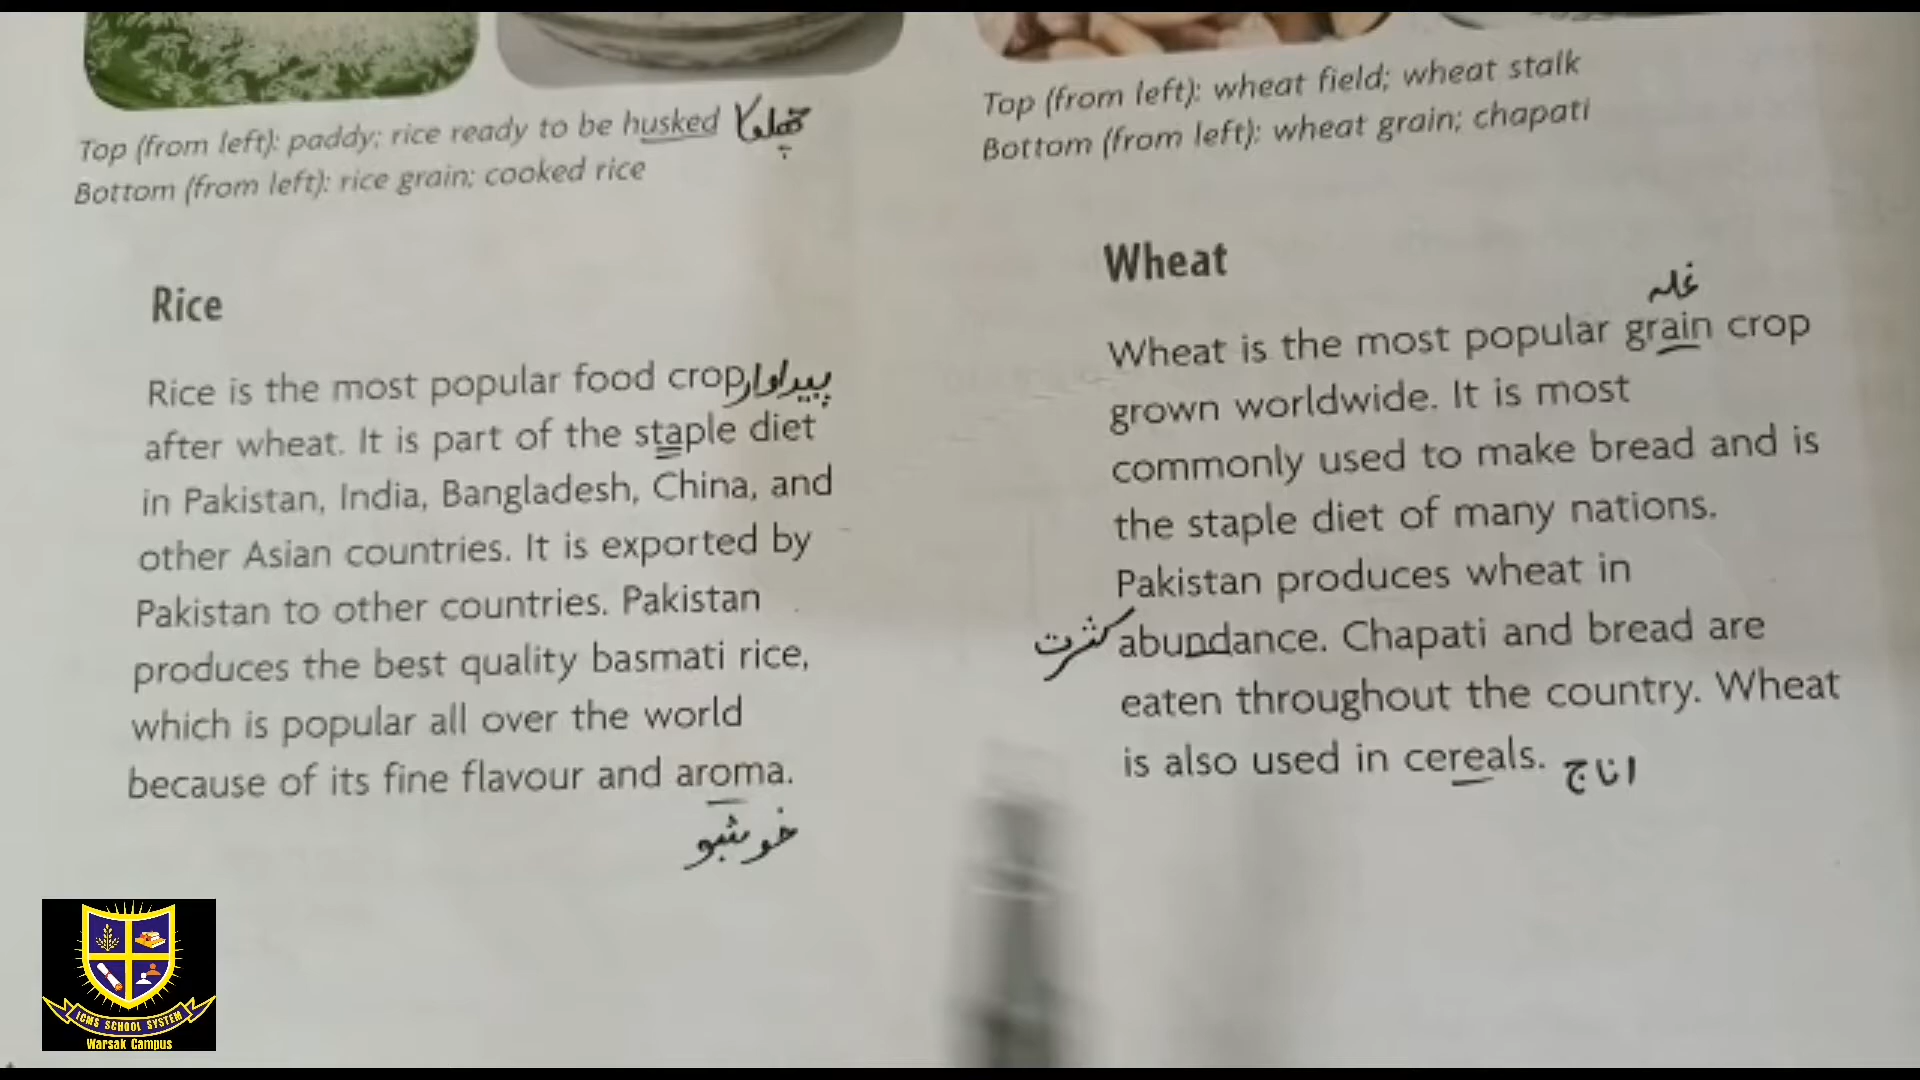 Top (from left): paddy; rice ready to be husked چھلکا
Bottom (from left): rice grain; cooked rice
Rice
Rice is the most popular food crop پیداوار
after wheat. It is part of the staple diet
in Pakistan, India, Bangladesh, China, and
other Asian countries. It is exported by
Pakistan to other countries. Pakistan
produces the best quality basmati rice,
which is popular all over the world
because of its fine flavour and aroma.
خوشبو
Top (from left): wheat field; wheat stalk
Bottom (from left): wheat grain; chapati
Wheat
غلہ
Wheat is the most popular grain crop
grown worldwide. It is most
commonly used to make bread and is
the staple diet of many nations.
Pakistan produces wheat in
کثرت abundance. Chapati and bread are
eaten throughout the country. Wheat
is also used in cereals. اناج
ICMS SCHOOL SYSTEM
Warsak Campus